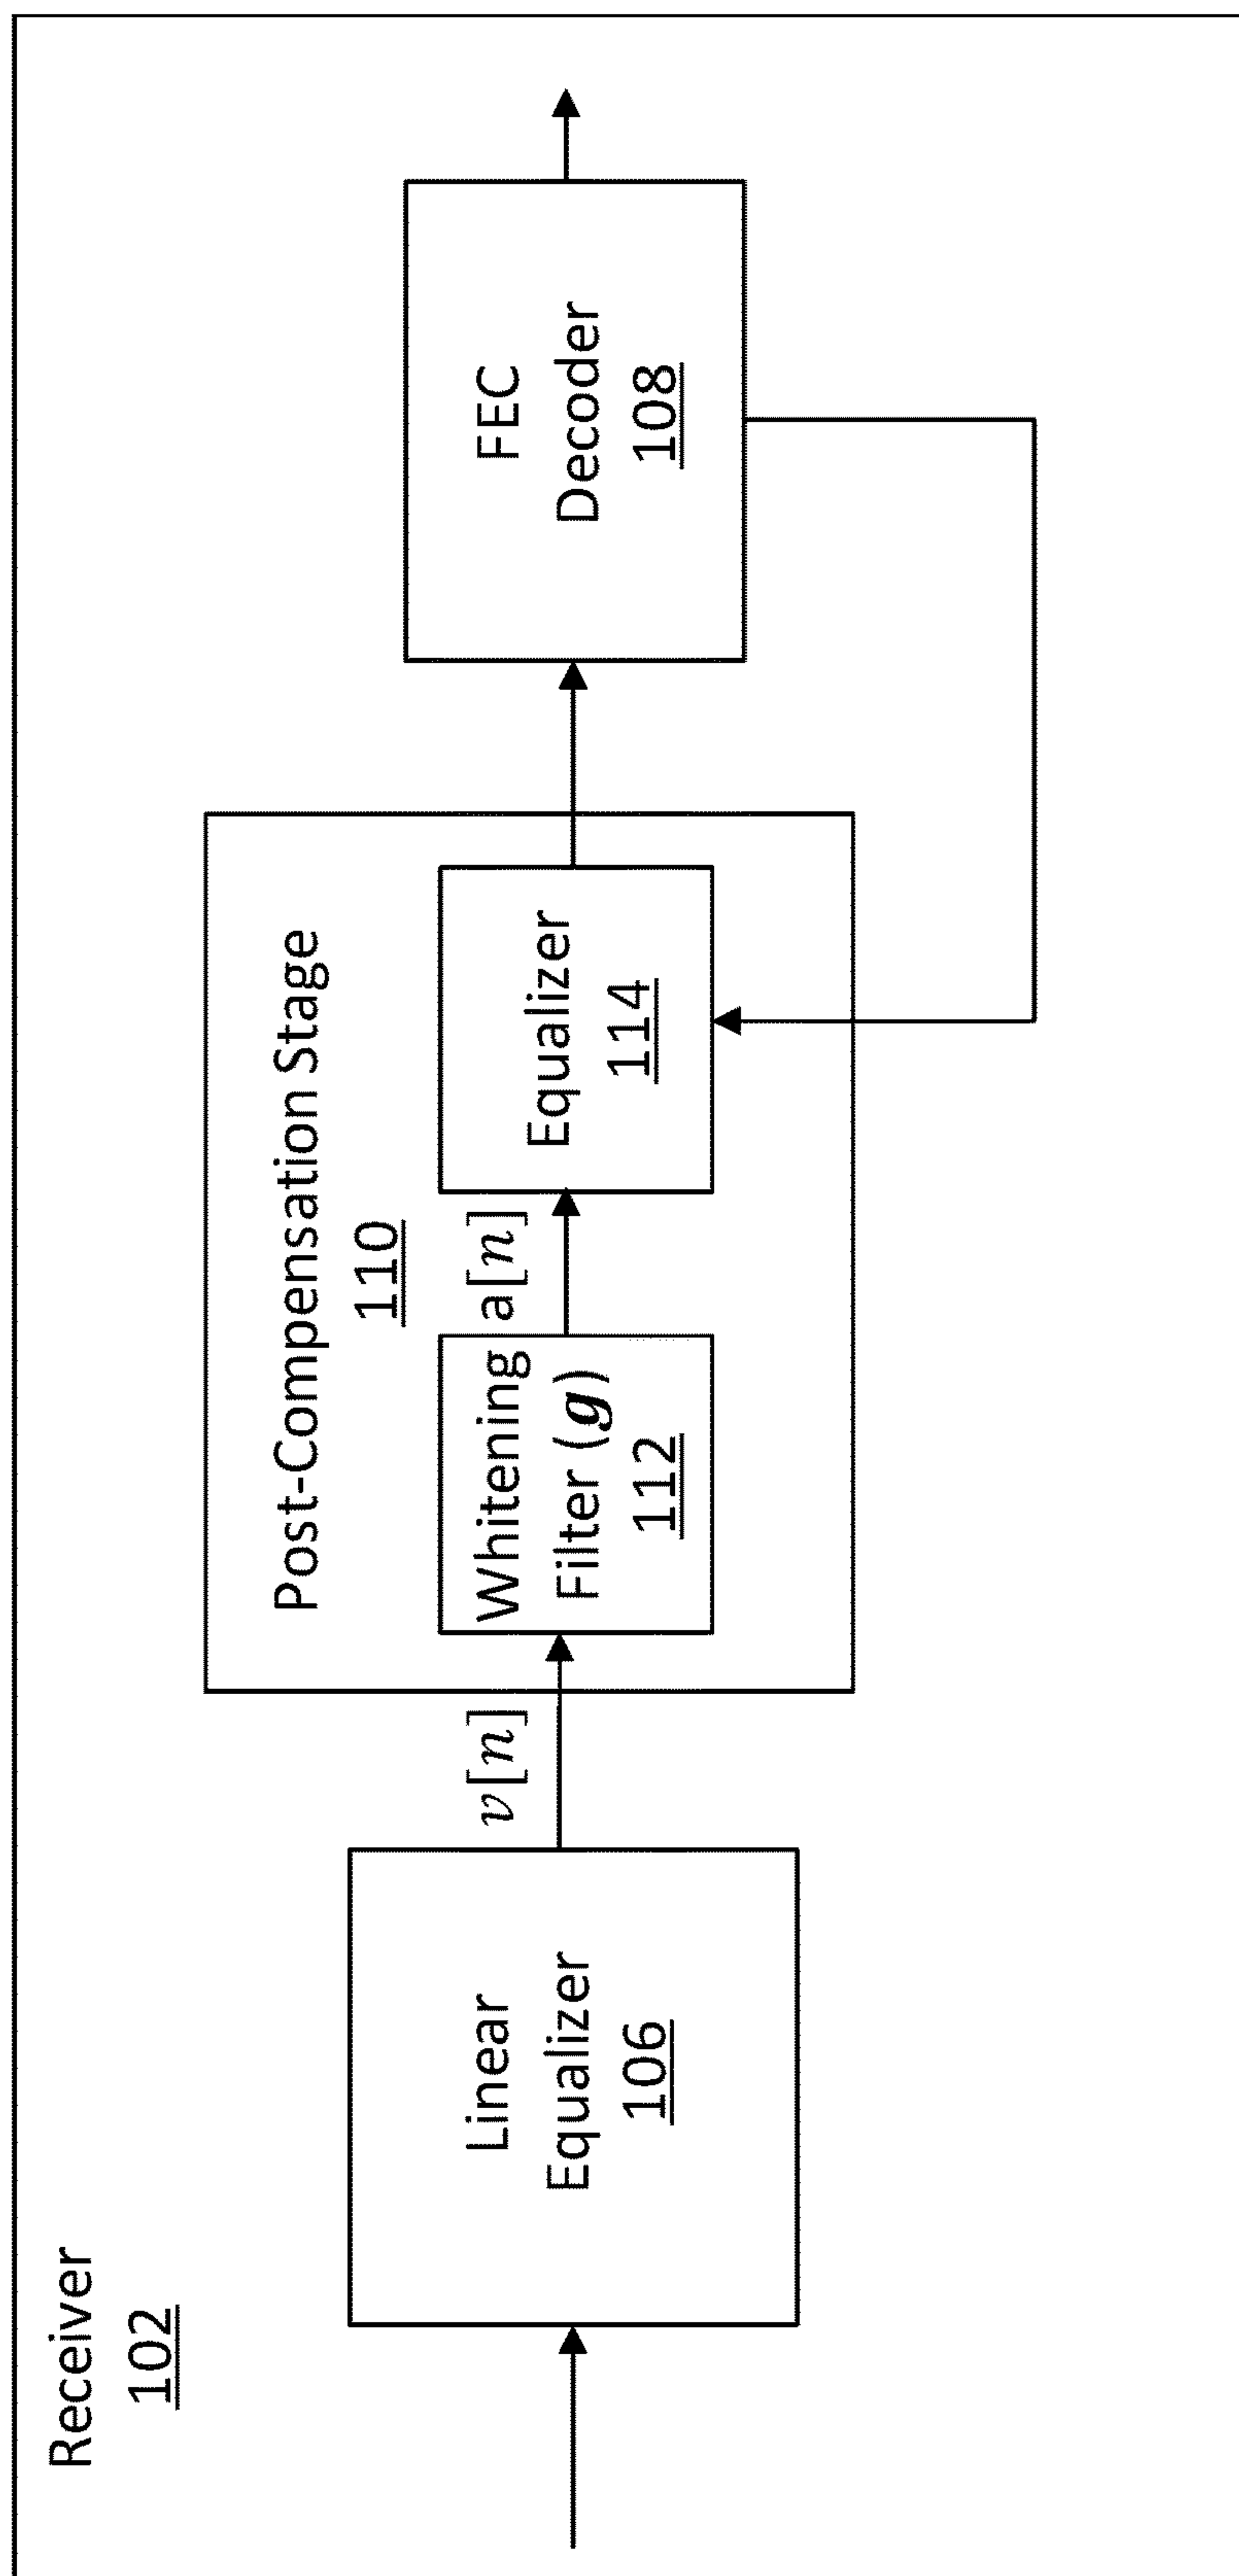 Receiver
102
Linear
Equalizer
106
v[n]
Post-Compensation Stage
110
Whitening
Filter (g)
112
a[n]
Equalizer
114
FEC
Decoder
108